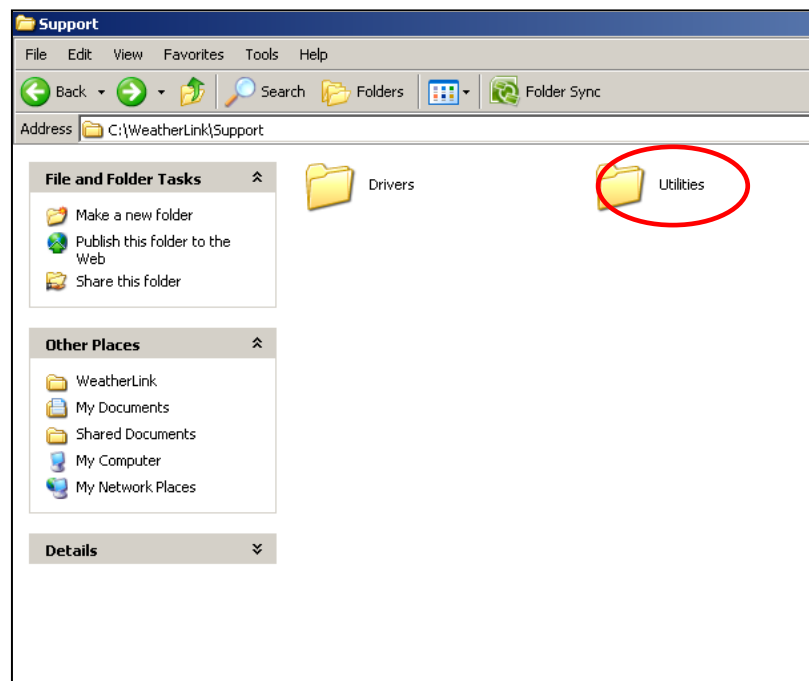 Support
File Edit View Favorites Tools Help
Back Search Folders Folder Sync
Address C:\WeatherLink\Support
File and Folder Tasks
Make a new folder
Publish this folder to the
Web
Share this folder
Other Places
WeatherLink
My Documents
Shared Documents
My Computer
My Network Places
Details
Drivers
Utilities